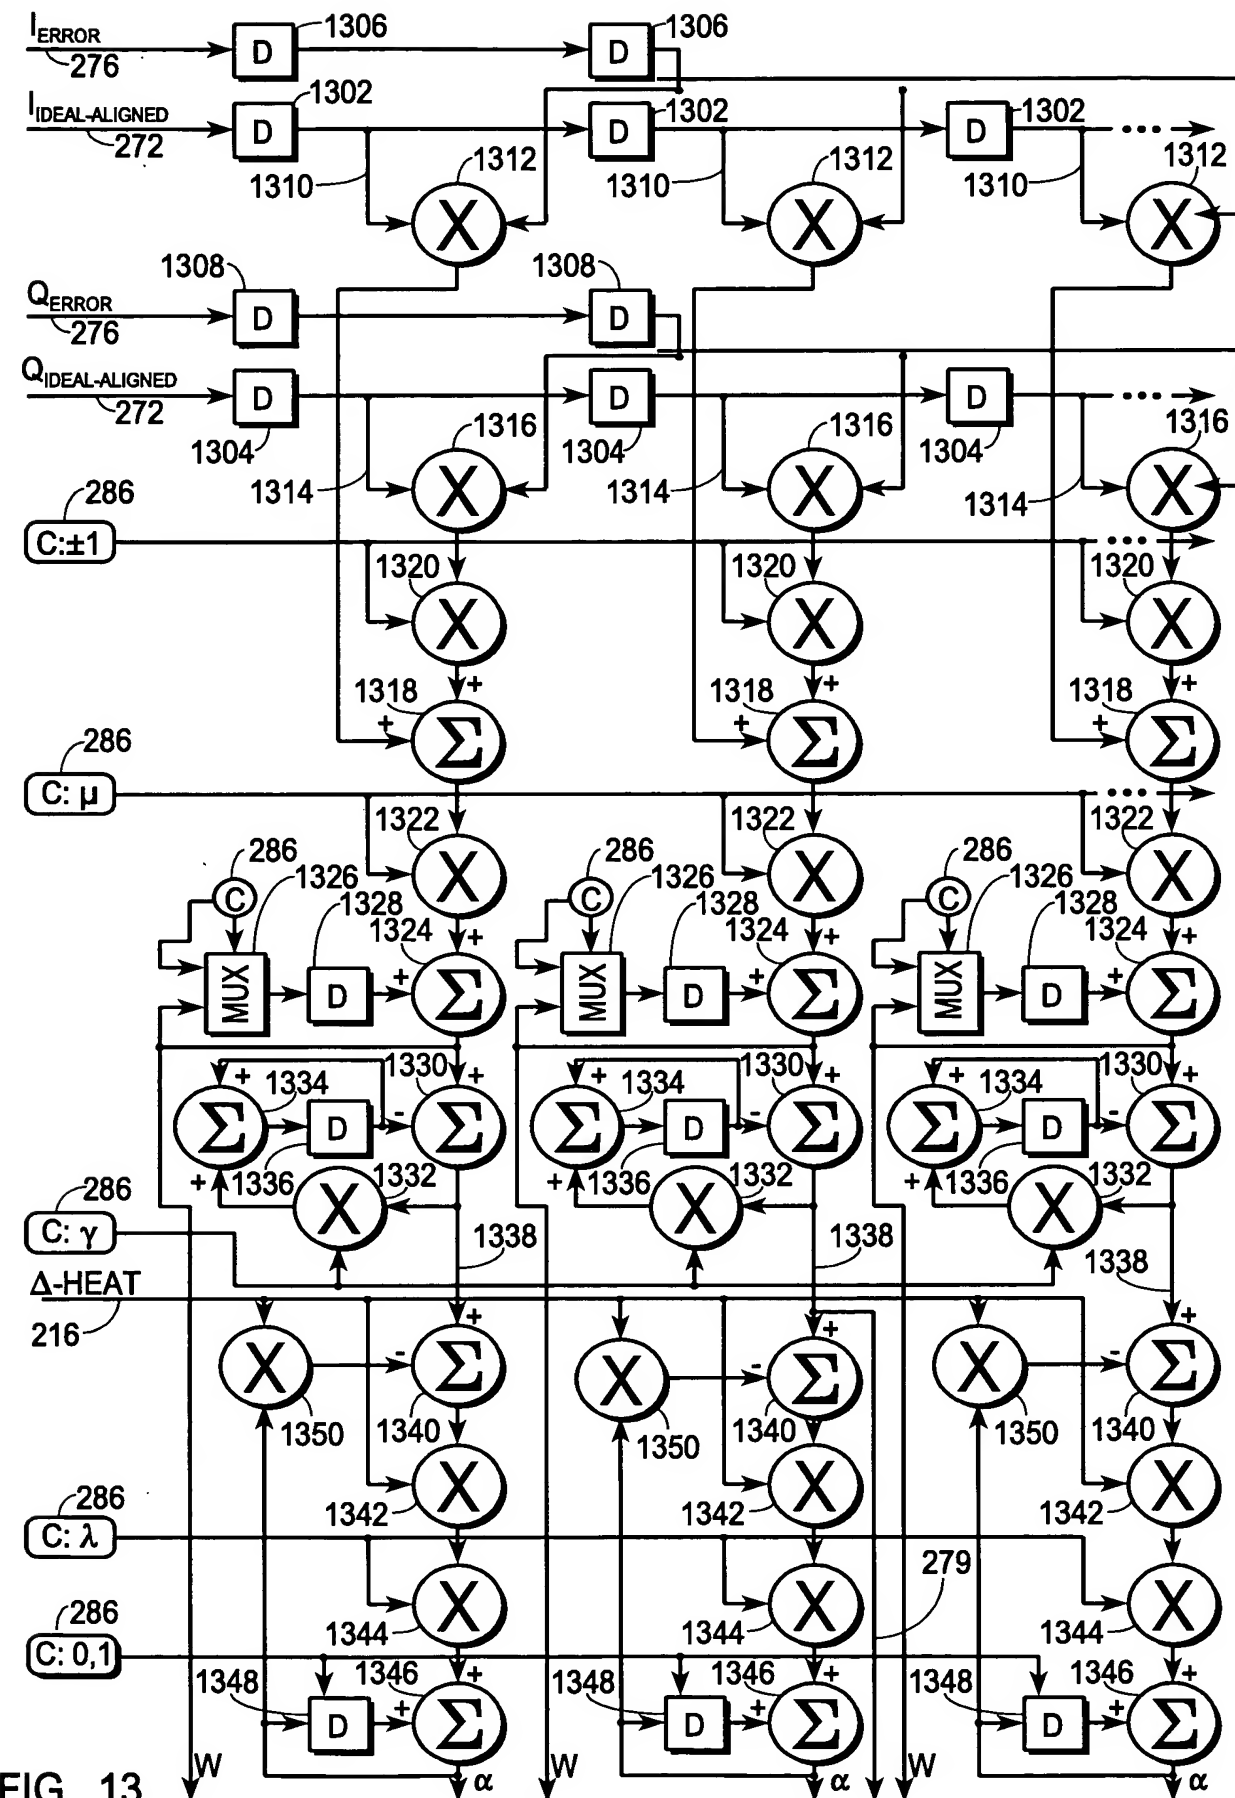 I ERROR 1306 1306
276 D D
I IDEAL-ALIGNED 1302 1302 1302
272 D D D ...
1310 1312 1310 1312 1310 1312
X X X
1308 1308
Q ERROR D D
276
Q IDEAL-ALIGNED D D D ...
272
1304 1316 1304 1316 1304 1316
1314 X 1314 X 1314 X
286
C:±1 ...
1320 1320 1320
X X X
1318 + 1318 + 1318 +
+ Σ + Σ + Σ
286
C: µ ...
1322 1322 1322
X X X
286 286 286
C 1326 C 1326 C 1326
1328 1328 1328
1324 + 1324 + 1324 +
MUX D + Σ MUX D + Σ MUX D + Σ
+ 1334 1330 + + 1334 1330 + + 1334 1330 +
Σ D - Σ Σ D - Σ Σ D - Σ
+ 1336 1332 + 1336 1332 + 1336 1332
X X X
286
C: γ
1338 1338 1338
Δ-HEAT
216
+ + +
X - Σ X - Σ X - Σ
1350 1340 1350 1340 1350 1340
X X X
1342 1342 1342
286
C: λ
279
X X X
1344 1344 1344
286
C: 0,1
1348 1346 + 1348 1346 + 1348 1346 +
D + Σ D + Σ D + Σ
W α W α W α
FIG. 13